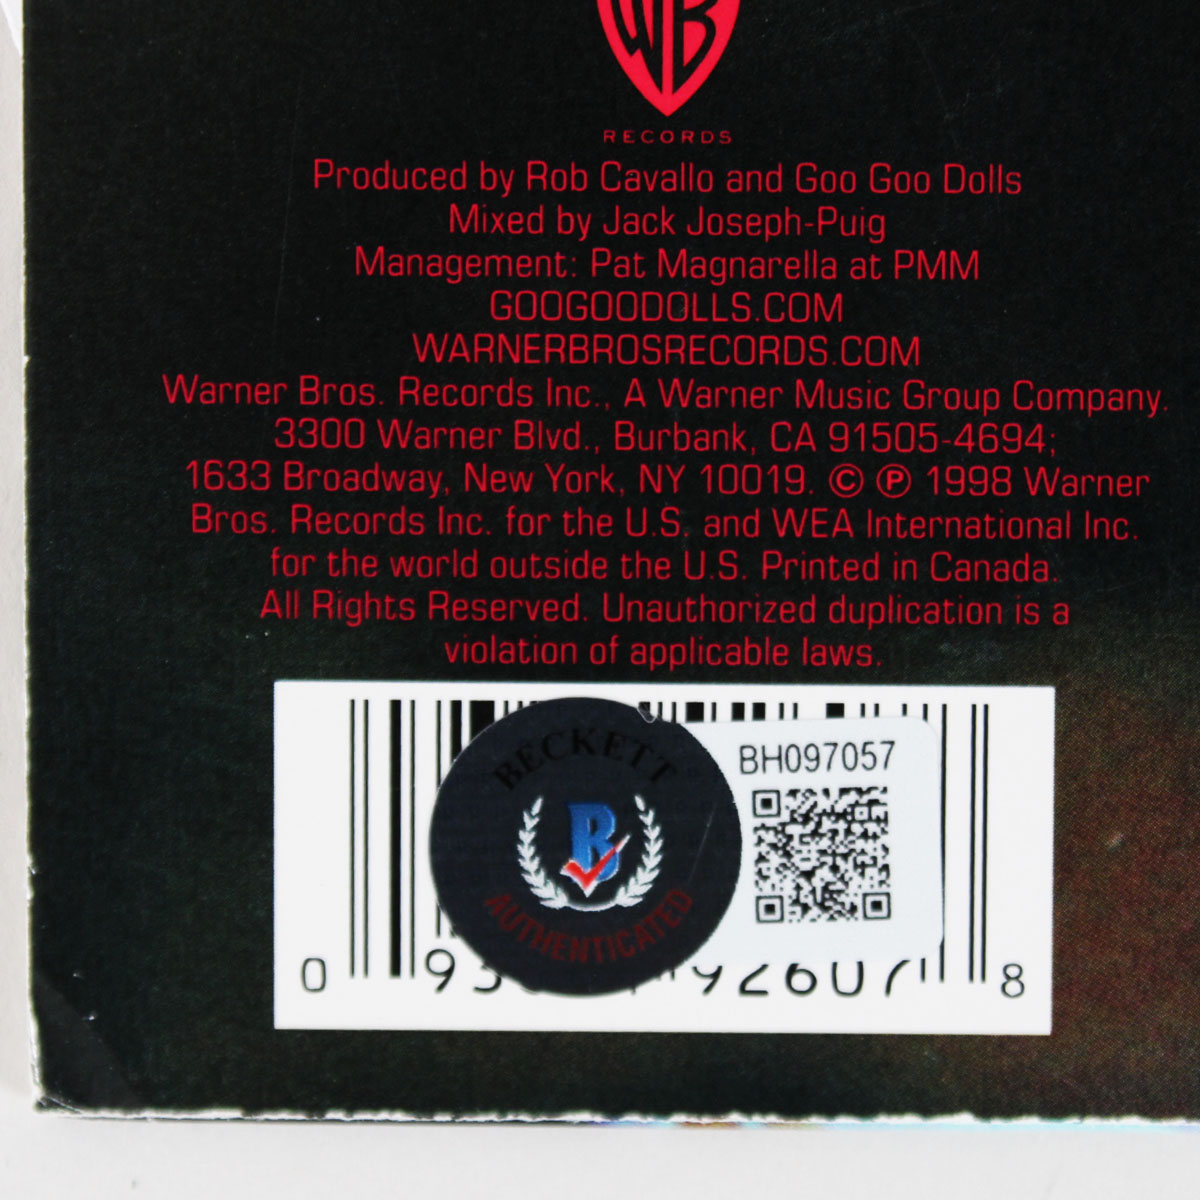 WB
RECORDS
Produced by Rob Cavallo and Goo Goo Dolls
Mixed by Jack Joseph-Puig
Management: Pat Magnarella at PMM
GOOGOODOLLS.COM
WARNERBROSRECORDS.COM
Warner Bros. Records Inc., A Warner Music Group Company.
3300 Warner Blvd., Burbank, CA 91505-4694;
1633 Broadway, New York, NY 10019. © ℗ 1998 Warner
Bros. Records Inc. for the U.S. and WEA International Inc.
for the world outside the U.S. Printed in Canada.
All Rights Reserved. Unauthorized duplication is a
violation of applicable laws.
BECKETT
B
AUTHENTICATED
BH097057
0 8